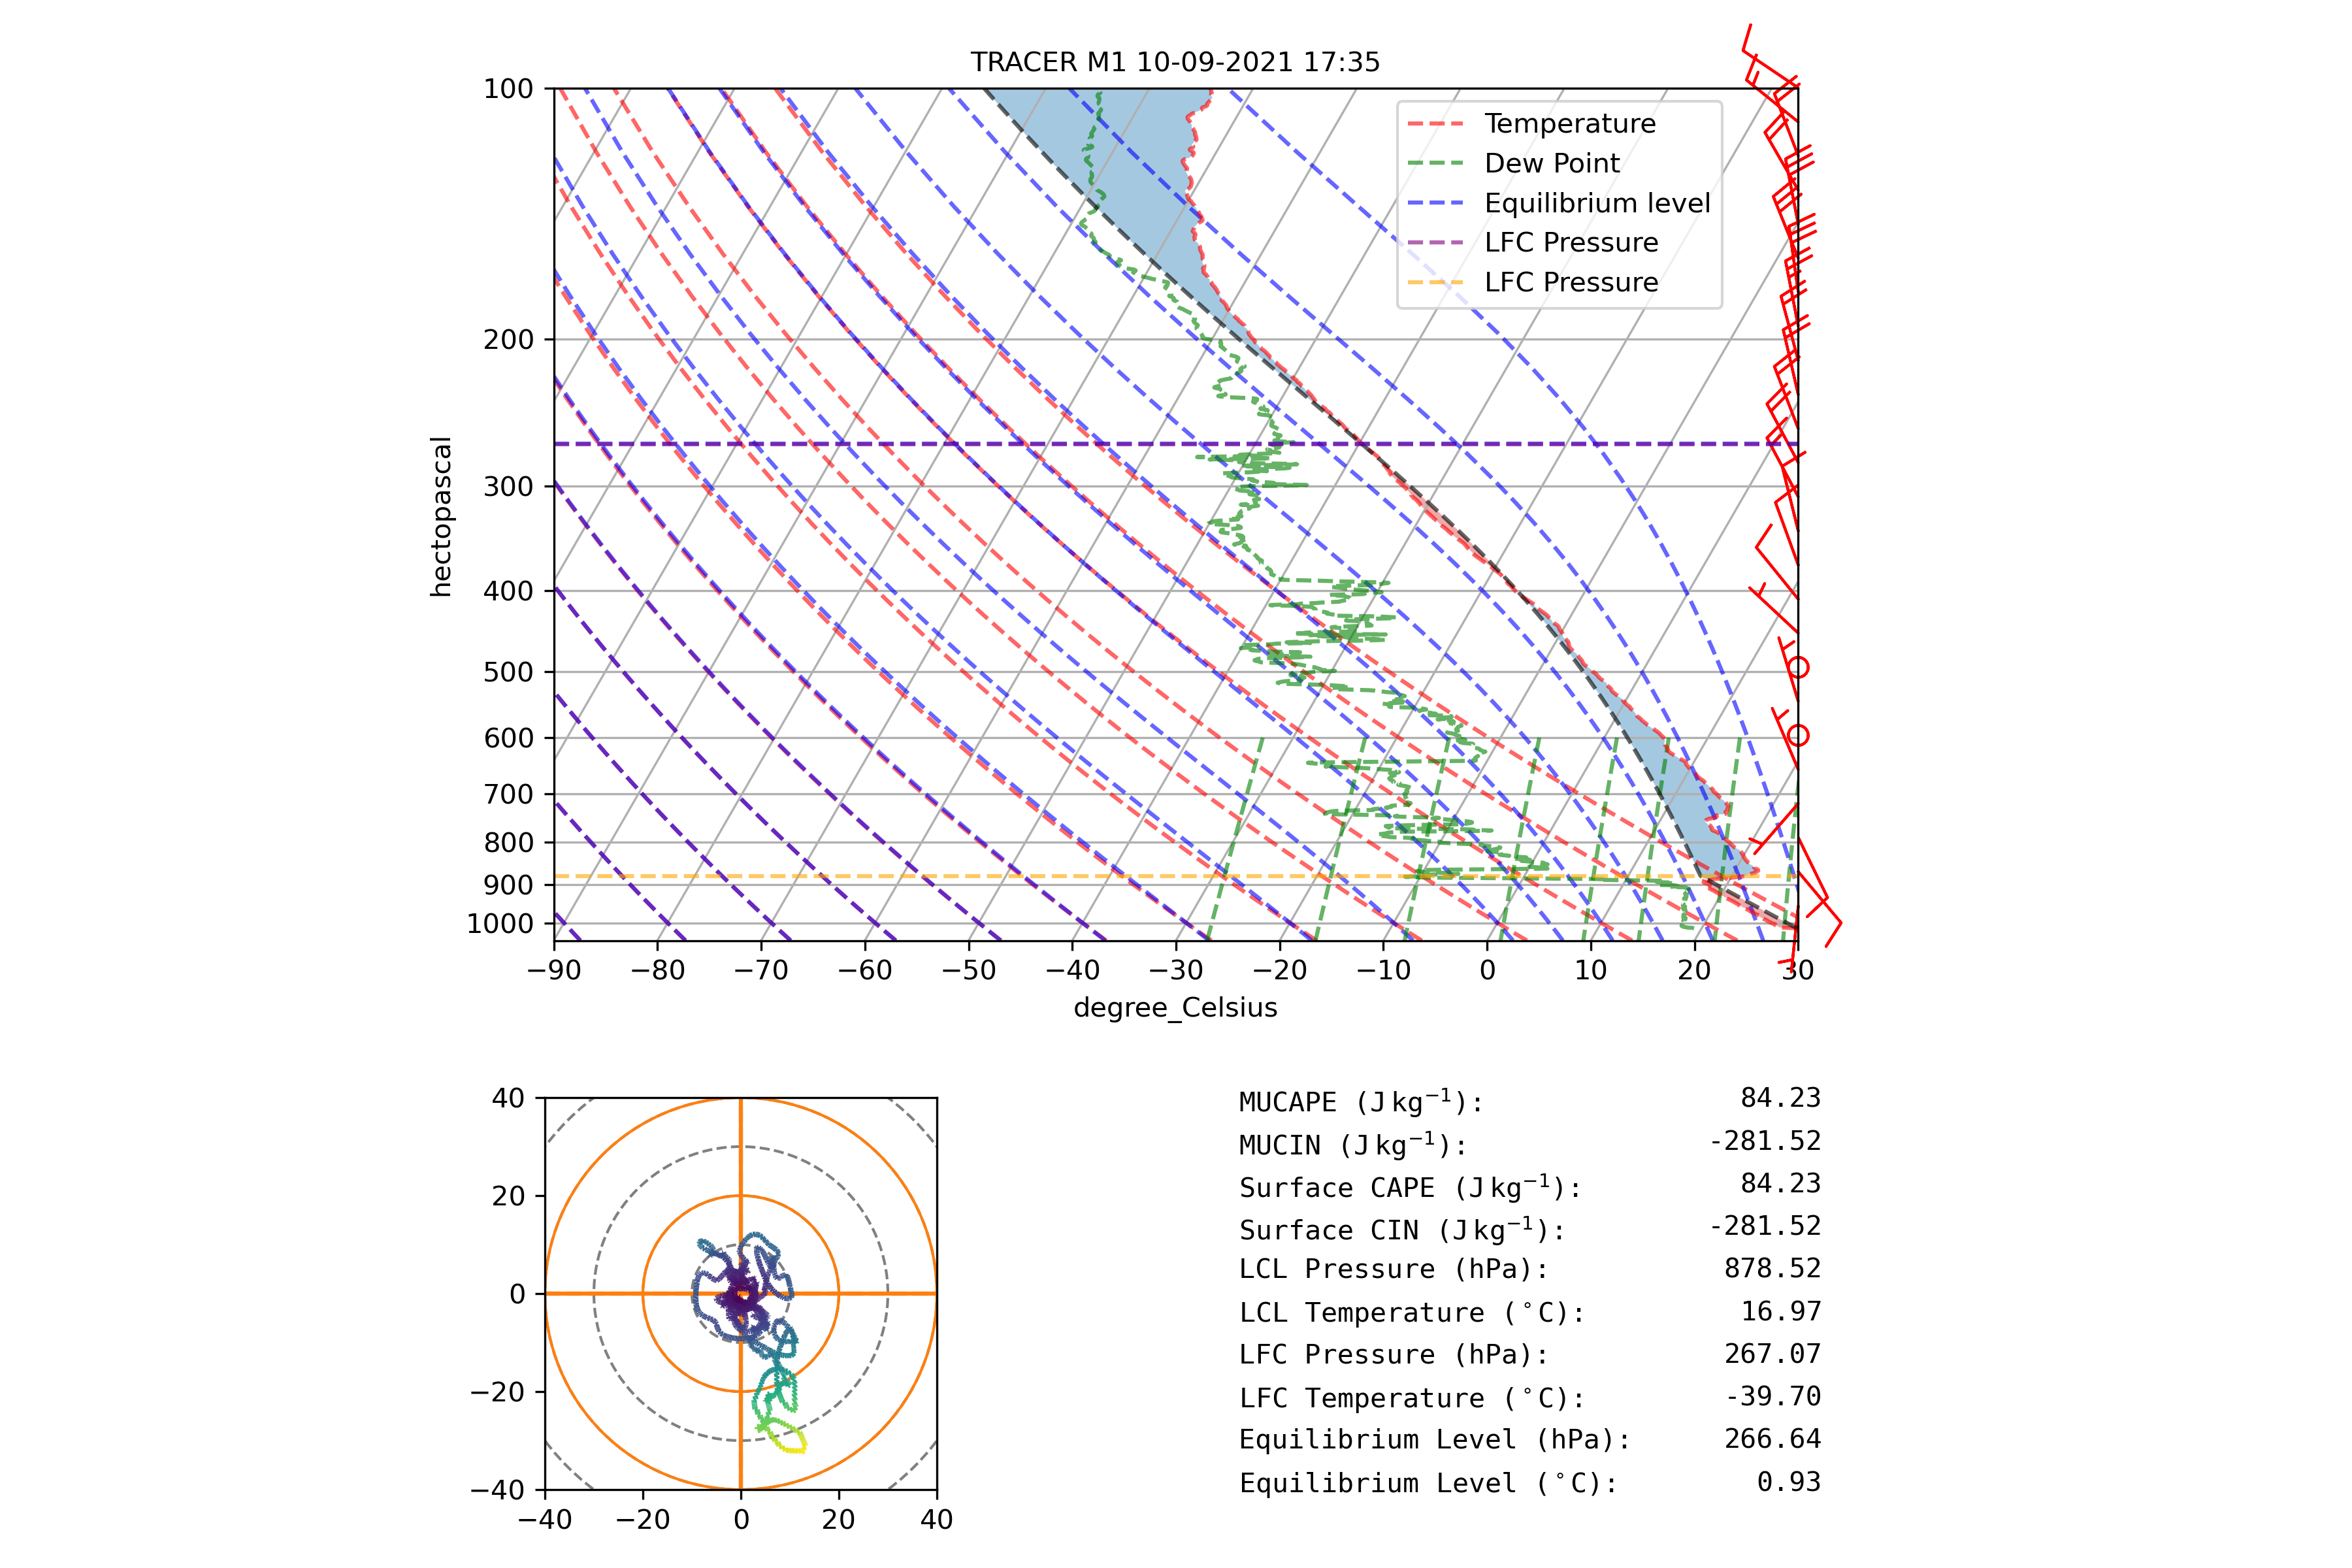 TRACER M1 10-09-2021 17:35
100
200
300
400
500
600
700
800
900
1000
hectopascal
Temperature
Dew Point
Equilibrium level
LFC Pressure
LFC Pressure
−90 −80 −70 −60 −50 −40 −30 −20 −10 0 10 20 30
degree_Celsius
40
20
0
−20
−40
−40 −20 0 20 40
MUCAPE (J kg⁻¹): 84.23
MUCIN (J kg⁻¹): -281.52
Surface CAPE (J kg⁻¹): 84.23
Surface CIN (J kg⁻¹): -281.52
LCL Pressure (hPa): 878.52
LCL Temperature (°C): 16.97
LFC Pressure (hPa): 267.07
LFC Temperature (°C): -39.70
Equilibrium Level (hPa): 266.64
Equilibrium Level (°C): 0.93